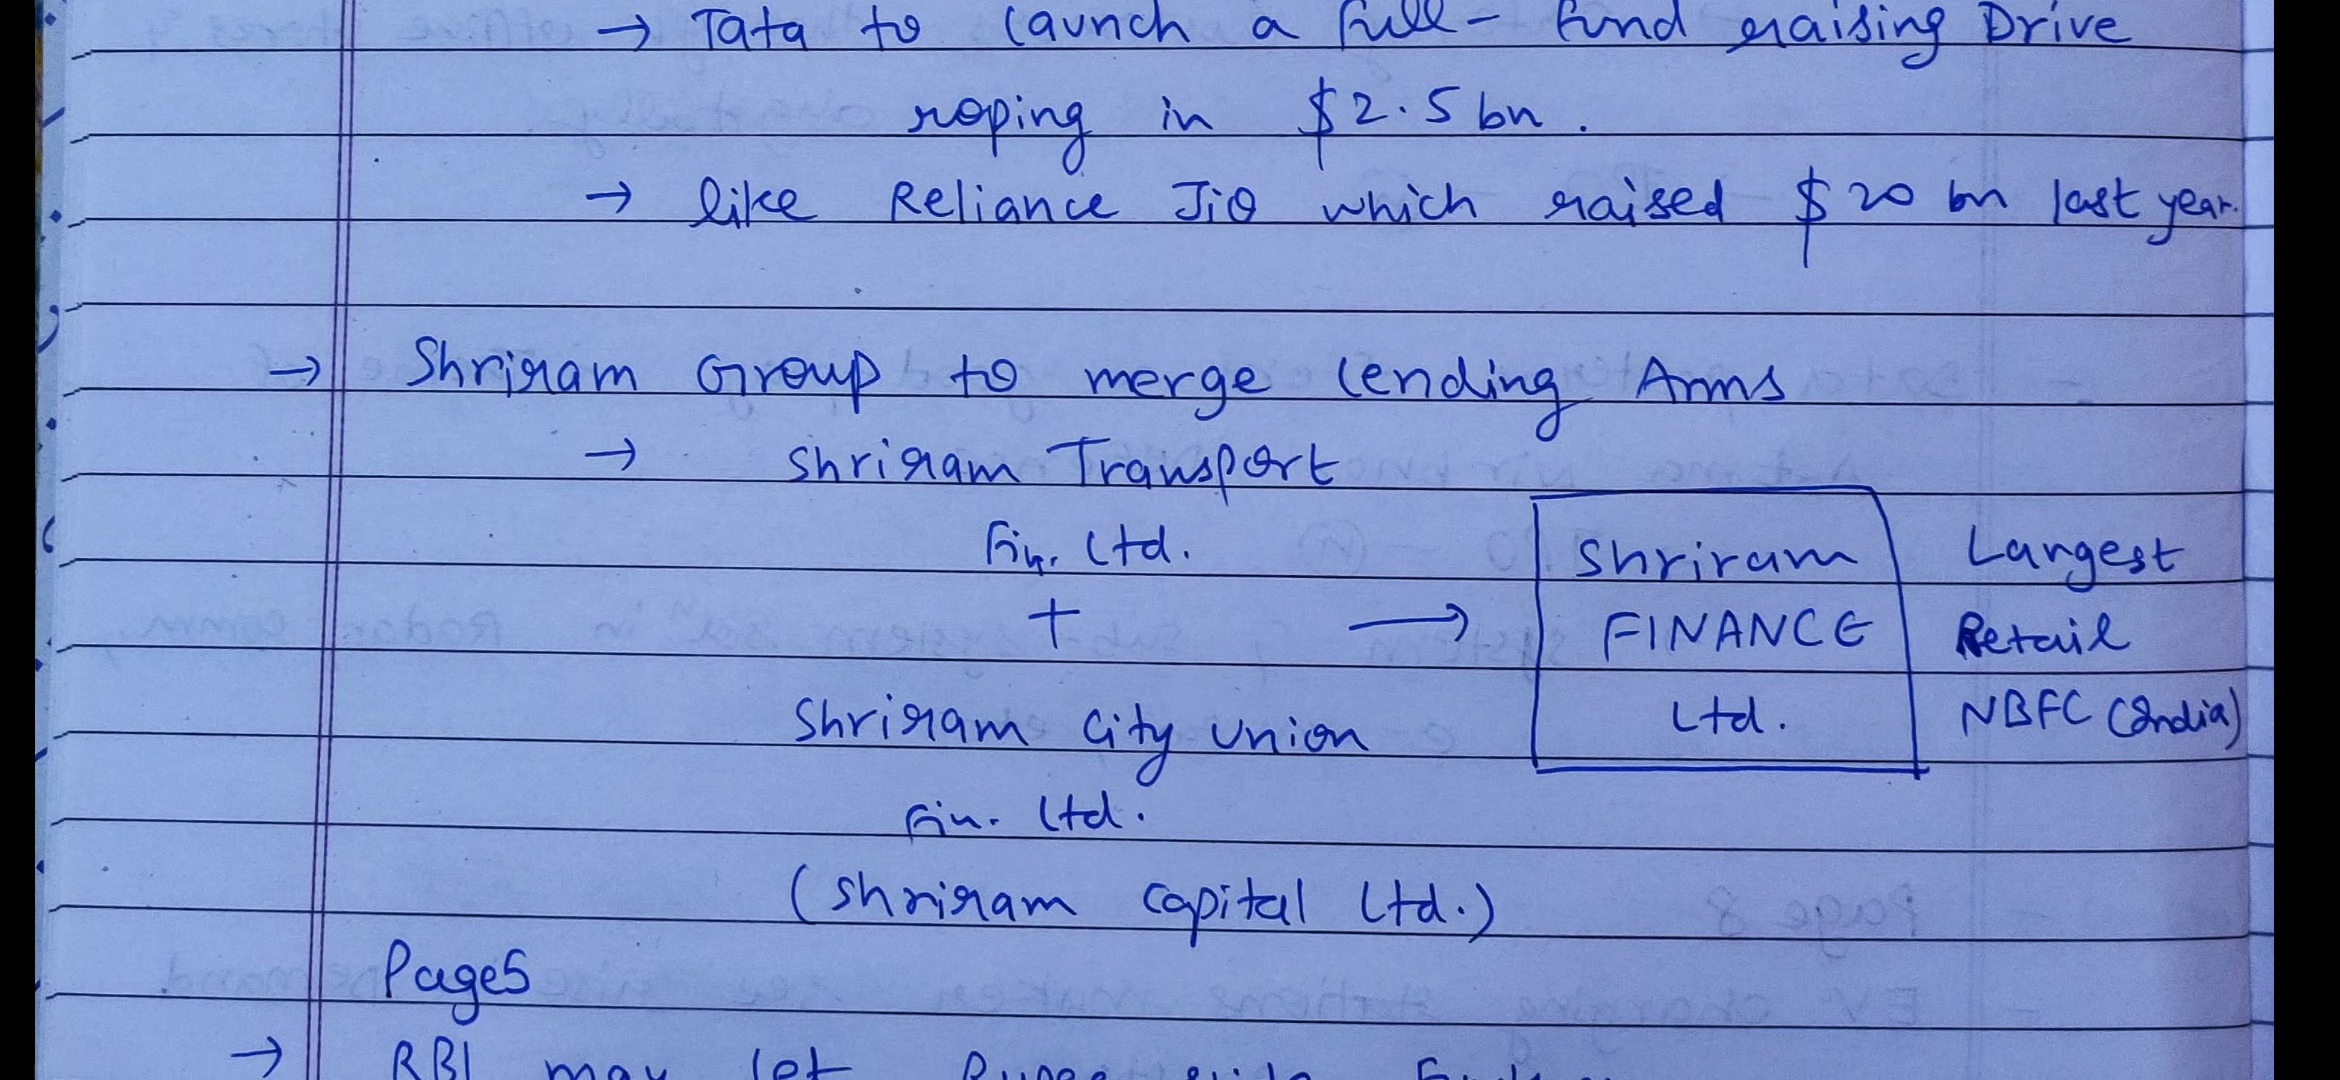 → Tata to launch a full- fund raising Drive
roping in $2.5 bn.
→ like Reliance Jio which raised $20 bn last year.
→ Shriram Group to merge lending Arms
→ Shriram Transport
Fin. Ltd.
+ →
Shriram City Union
Fin. Ltd.
(Shriram Capital Ltd.)
Shriram
FINANCE
Ltd.
Largest
Retail
NBFC (India)
Page5
→ RBI may let